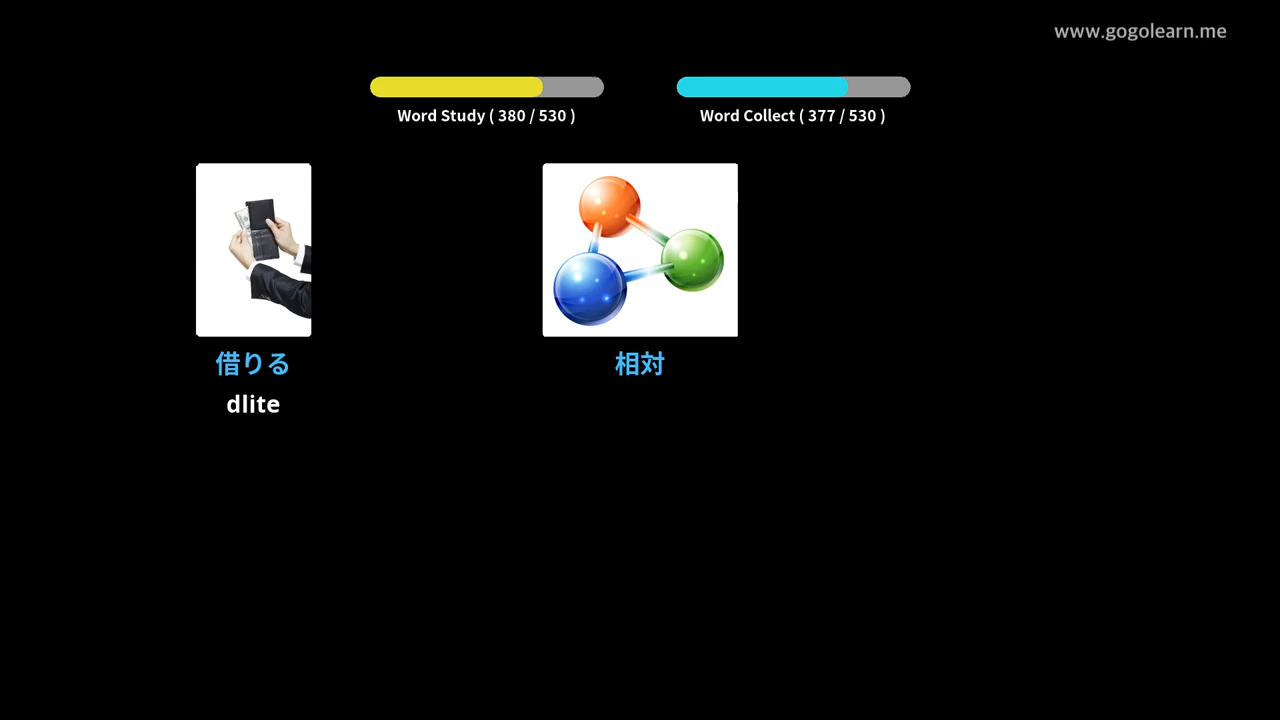 www.gogolearn.me
Word Study ( 380 / 530 )
Word Collect ( 377 / 530 )
借りる
dlite
相対